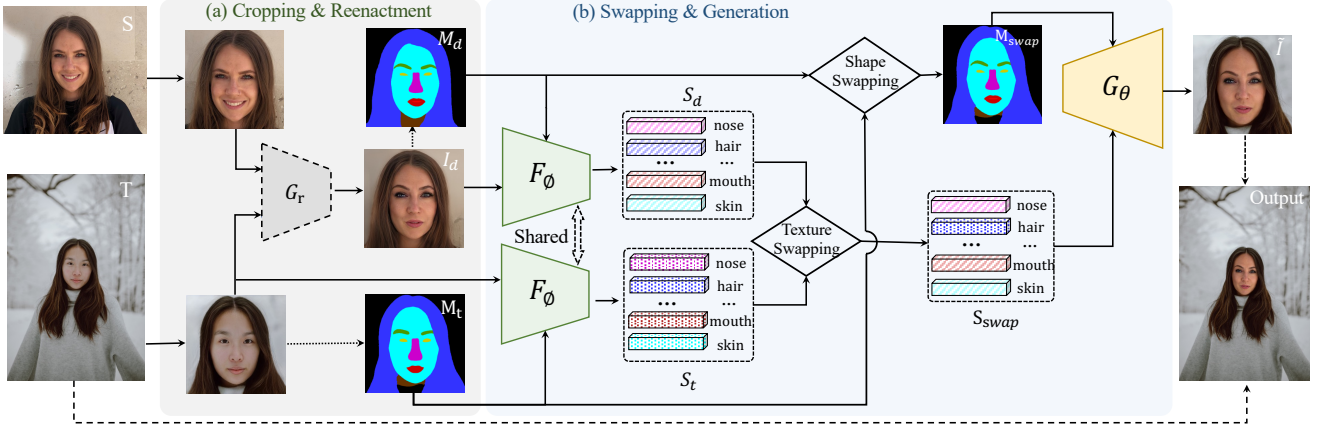 (a) Cropping & Reenactment
(b) Swapping & Generation
S
M_d
M_swap
Ĩ
Shape
Swapping
G_θ
S_d
nose
hair
... ...
mouth
skin
I_d
G_r
F_∅
T
Output
Shared
Texture
Swapping
nose
hair
... ...
mouth
skin
S_swap
F_∅
nose
hair
... ...
mouth
skin
S_t
M_t